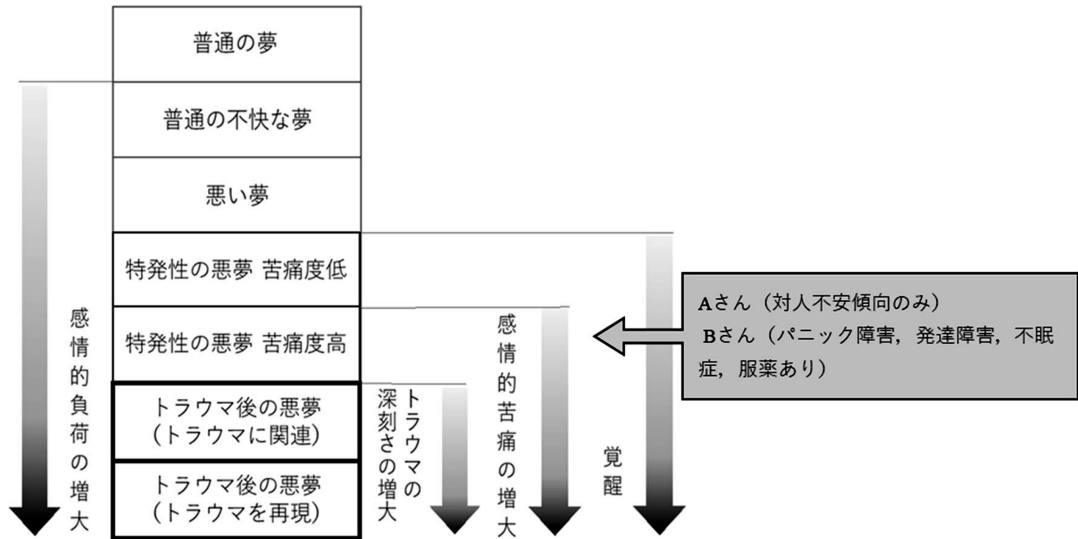 普通の夢
普通の不快な夢
悪い夢
特発性の悪夢 苦痛度低
特発性の悪夢 苦痛度高
トラウマ後の悪夢
(トラウマに関連)
トラウマ後の悪夢
(トラウマを再現)
感情的負荷の増大
トラウマの
深刻さの増大
感情的苦痛の増大
覚醒
Aさん（対人不安傾向のみ）
Bさん（パニック障害，発達障害，不眠
症，服薬あり）